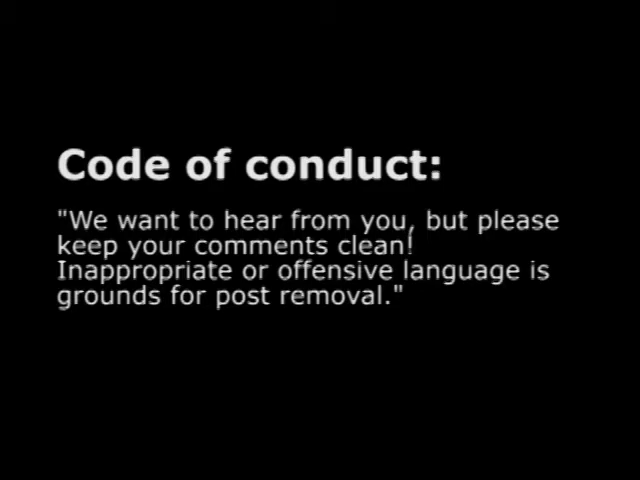 Code of conduct:
"We want to hear from you, but please
keep your comments clean!
Inappropriate or offensive language is
grounds for post removal."